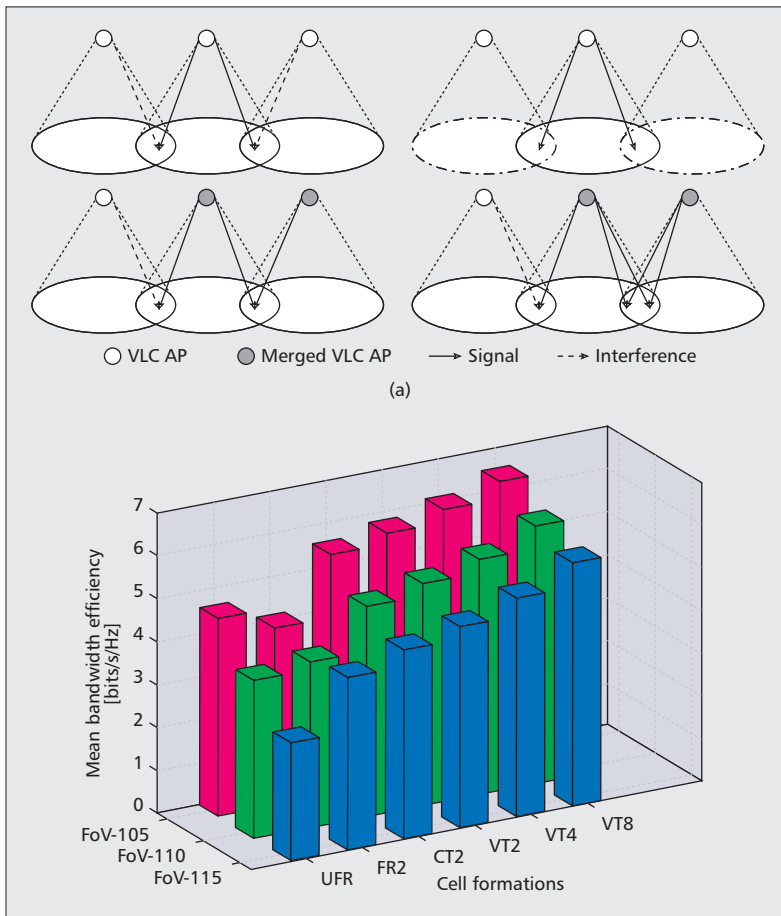 VLC AP
Merged VLC AP
Signal
Interference
(a)
7
6
5
4
3
2
1
0
Mean bandwidth efficiency
[bits/s/Hz]
FoV-105
FoV-110
FoV-115
UFR
FR2
CT2
VT2
VT4
VT8
Cell formations